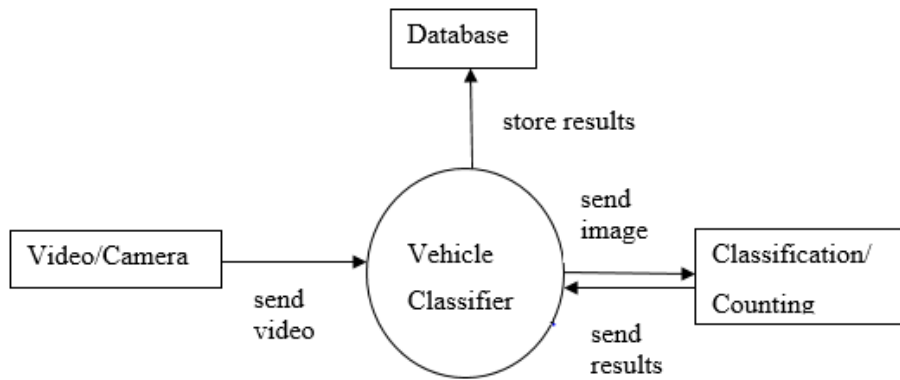 Database
store results
send
image
Video/Camera
Vehicle
Classifier
Classification/
Counting
send
video
send
results